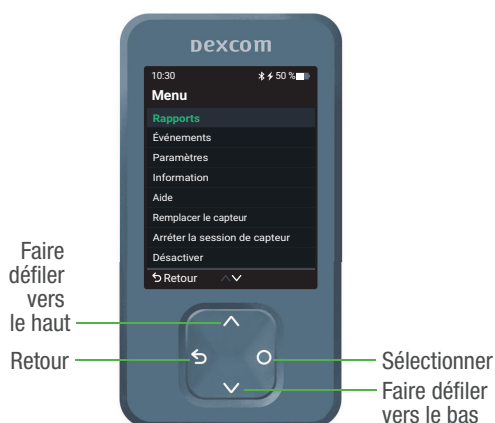 Dexcom
10:30 50 %
Menu
Rapports
Événements
Paramètres
Information
Aide
Remplacer le capteur
Arréter la session de capteur
Désactiver
Retour
Faire
défiler
vers
le haut
Retour
Sélectionner
Faire défiler
vers le bas